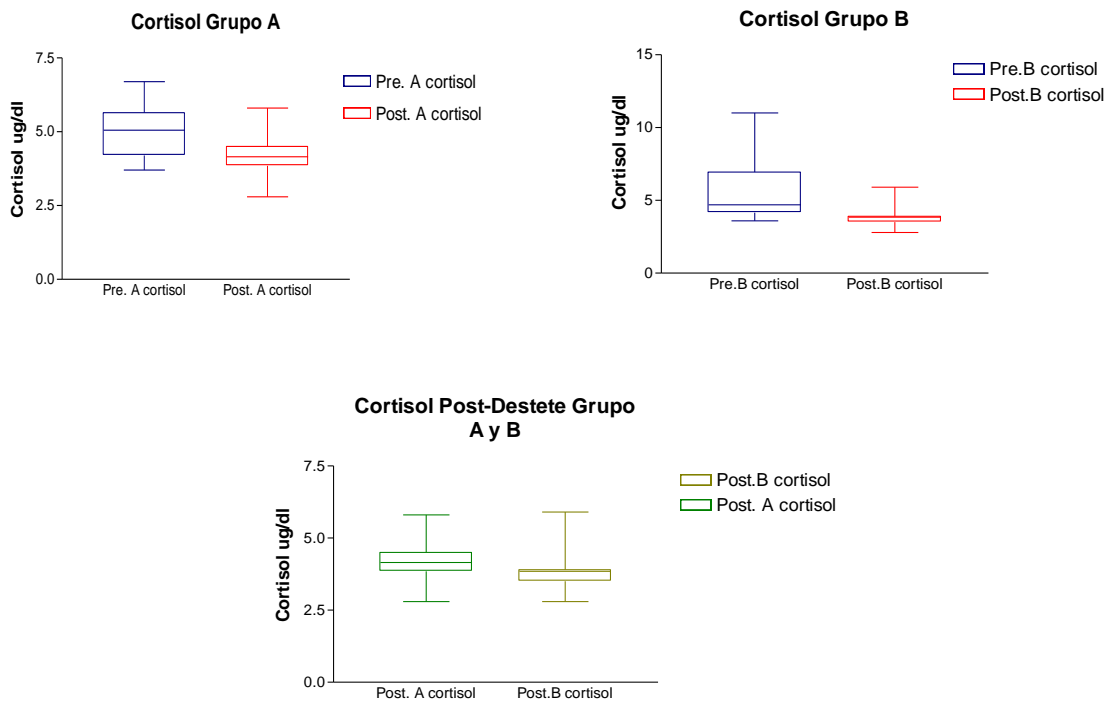 Cortisol Grupo A
7.5
5.0
2.5
0.0
Cortisol ug/dl
Pre. A cortisol
Post. A cortisol
Pre. A cortisol
Post. A cortisol
Cortisol Grupo B
15
10
5
0
Cortisol ug/dl
Pre.B cortisol
Post.B cortisol
Pre.B cortisol
Post.B cortisol
Cortisol Post-Destete Grupo
A y B
7.5
5.0
2.5
0.0
Cortisol ug/dl
Post. A cortisol
Post.B cortisol
Post.B cortisol
Post. A cortisol